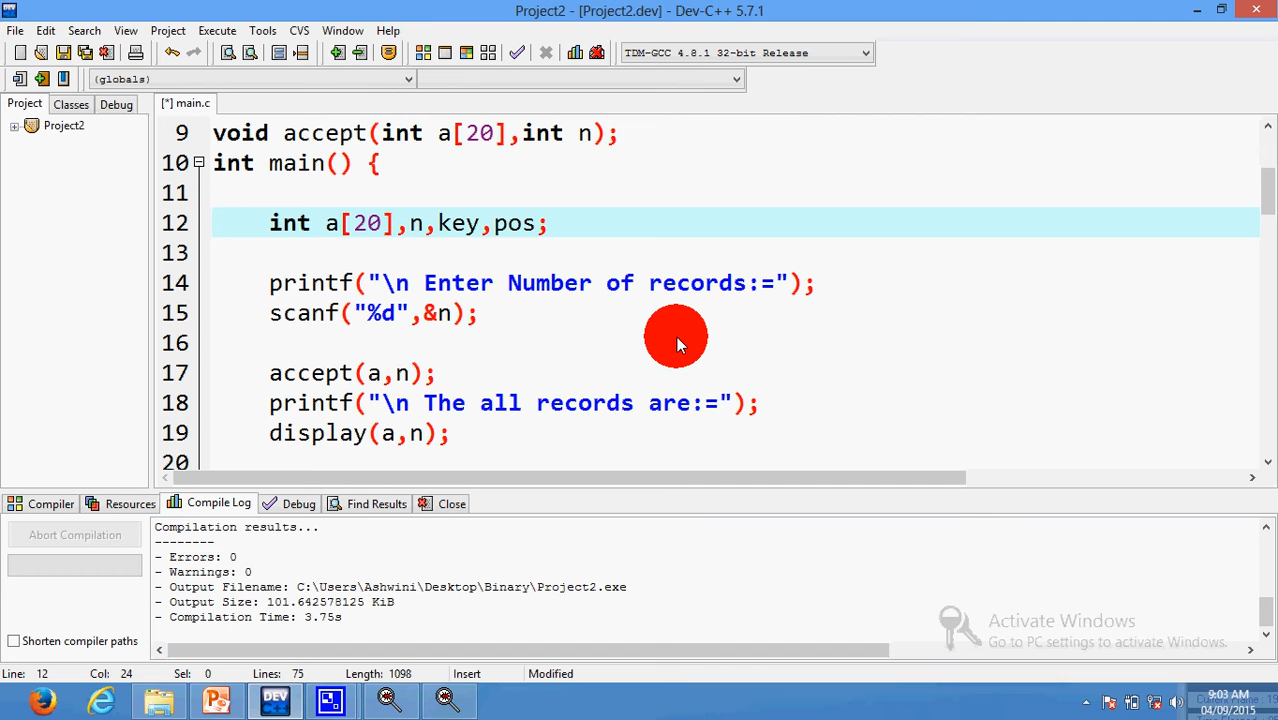 Project2 - [Project2.dev] - Dev-C++ 5.7.1
File Edit Search View Project Execute Tools CVS Window Help
TDM-GCC 4.8.1 32-bit Release
(globals)
Project Classes Debug
[*] main.c
Project2
9 void accept(int a[20],int n);
10 int main() {
11
12 int a[20],n,key,pos;
13
14 printf("\n Enter Number of records:=");
15 scanf("%d",&n);
16
17 accept(a,n);
18 printf("\n The all records are:=");
19 display(a,n);
20
Compiler Resources Compile Log Debug Find Results Close
Abort Compilation
Shorten compiler paths
Compilation results...
--------
- Errors: 0
- Warnings: 0
- Output Filename: C:\Users\Ashwini\Desktop\Binary\Project2.exe
- Output Size: 101.642578125 KiB
- Compilation Time: 3.75s
Activate Windows
Go to PC settings to activate Windows.
Line: 12 Col: 24 Sel: 0 Lines: 75 Length: 1098 Insert Modified
DEV C++
9:03 AM
04/09/2015